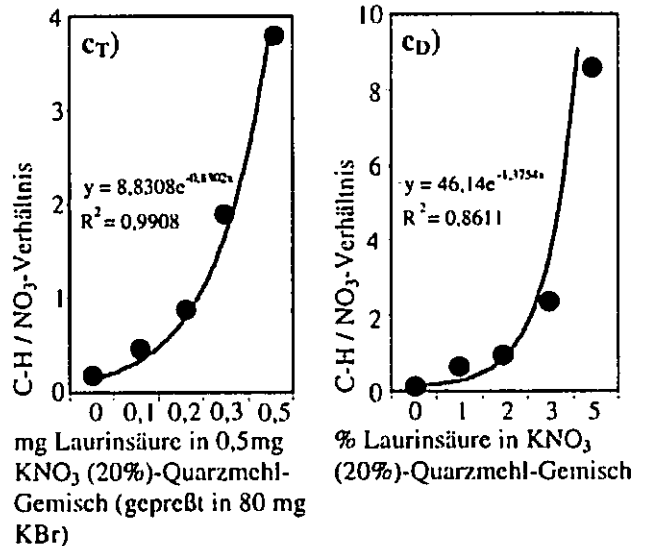 c_T)
C-H / NO₃-Verhältnis
4
3
2
1
0
R² = 0,9908
0 0,1 0,2 0,3 0,5
mg Laurinsäure in 0,5mg
KNO₃ (20%)-Quarzmehl-
Gemisch (gepreßt in 80 mg
KBr)
c_D)
C-H / NO₃-Verhältnis
10
8
6
4
2
0
y = 46,14e^-1,3754x
R² = 0,8611
0 1 2 3 5
% Laurinsäure in KNO₃
(20%)-Quarzmehl-Gemisch